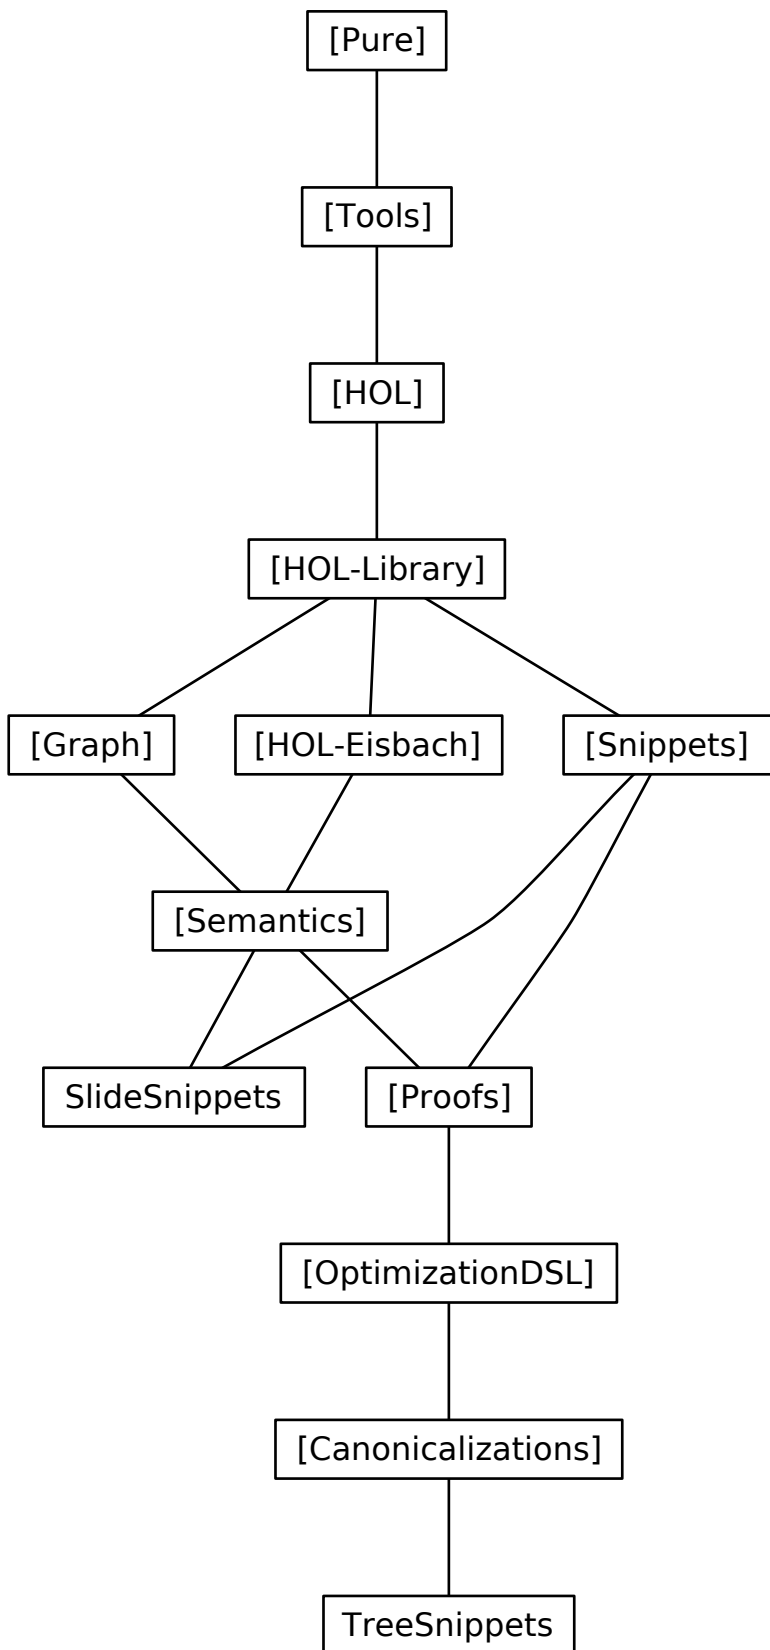 [Pure]
[Tools]
[HOL]
[HOL-Library]
[Graph]
[HOL-Eisbach]
[Snippets]
[Semantics]
SlideSnippets
[Proofs]
[OptimizationDSL]
[Canonicalizations]
TreeSnippets